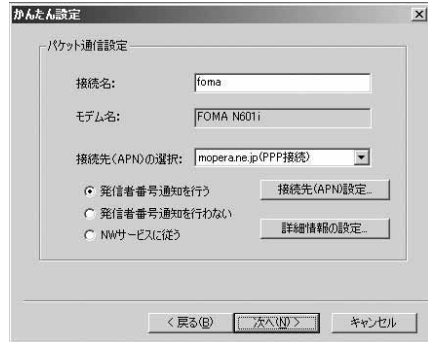 かんたん設定
パケット通信設定
接続名: foma
モデム名: FOMA N601i
接続先(APN)の選択: mopera.ne.jp(PPP接続)
発信者番号通知を行う
接続先(APN)設定...
発信者番号通知を行わない
NWサービスに従う
詳細情報の設定...
< 戻る(B) 次へ(N) > キャンセル